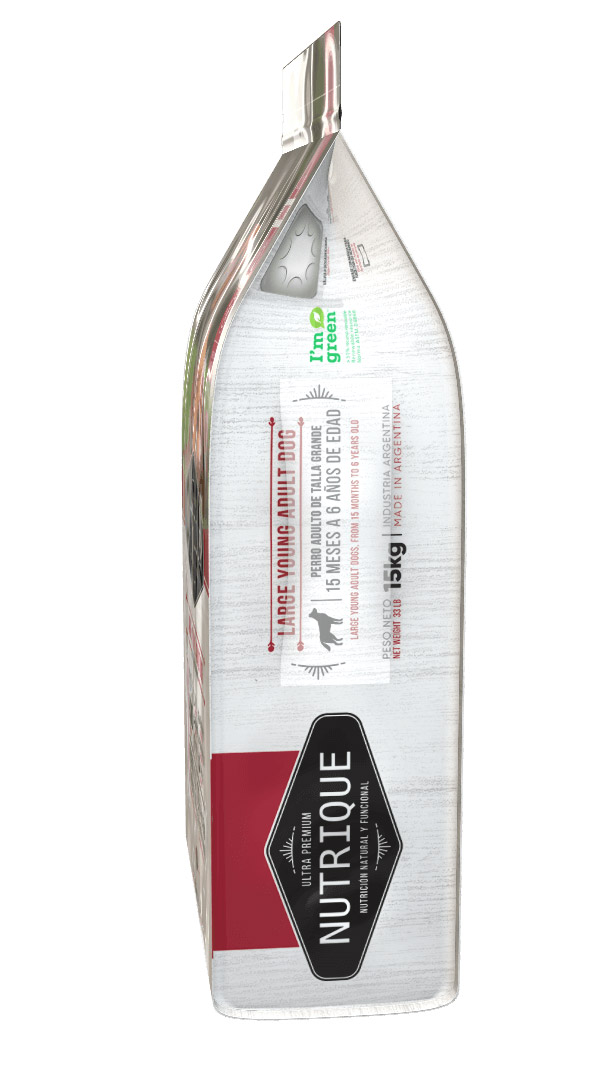 ULTRA PREMIUM
NUTRIQUE
NUTRICIÓN NATURAL Y FUNCIONAL
LARGE YOUNG ADULT DOG
PERRO ADULTO DE TALLA GRANDE
15 MESES A 6 AÑOS DE EDAD
LARGE YOUNG ADULT DOGS, FROM 15 MONTHS TO 6 YEARS OLD
PESO NETO
NET WEIGHT 33 LB
15kg
INDUSTRIA ARGENTINA
MADE IN ARGENTINA
I'm
green